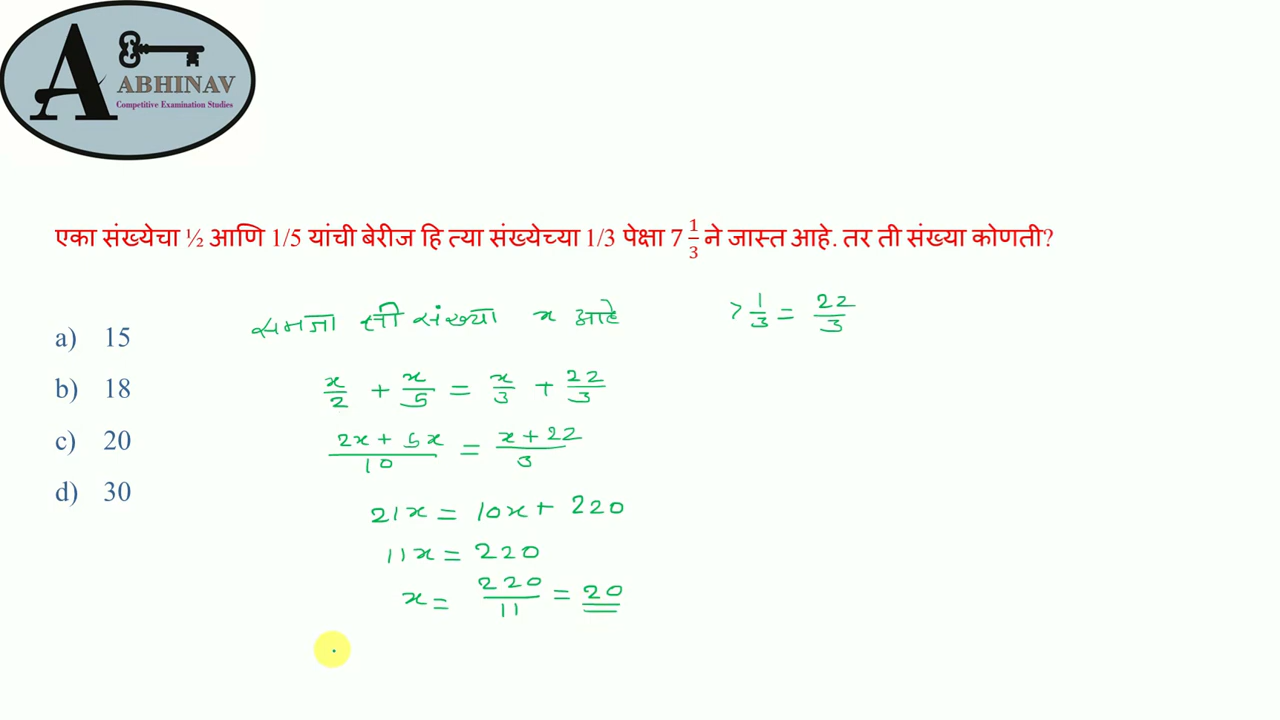 A
ABHINAV
Competitive Examination Studies
एका संख्येचा ½ आणि 1/5 यांची बेरीज हि त्या संख्येच्या 1/3 पेक्षा 7 1/3 ने जास्त आहे. तर ती संख्या कोणती?
समजा ती संख्या x आहे 7 1/3 = 22/3
a) 15
x/2 + x/5 = x/3 + 22/3
b) 18
2x + 5x / 10 = x + 22 / 3
c) 20
d) 30
21x = 10x + 220
11x = 220
x = 220/11 = 20